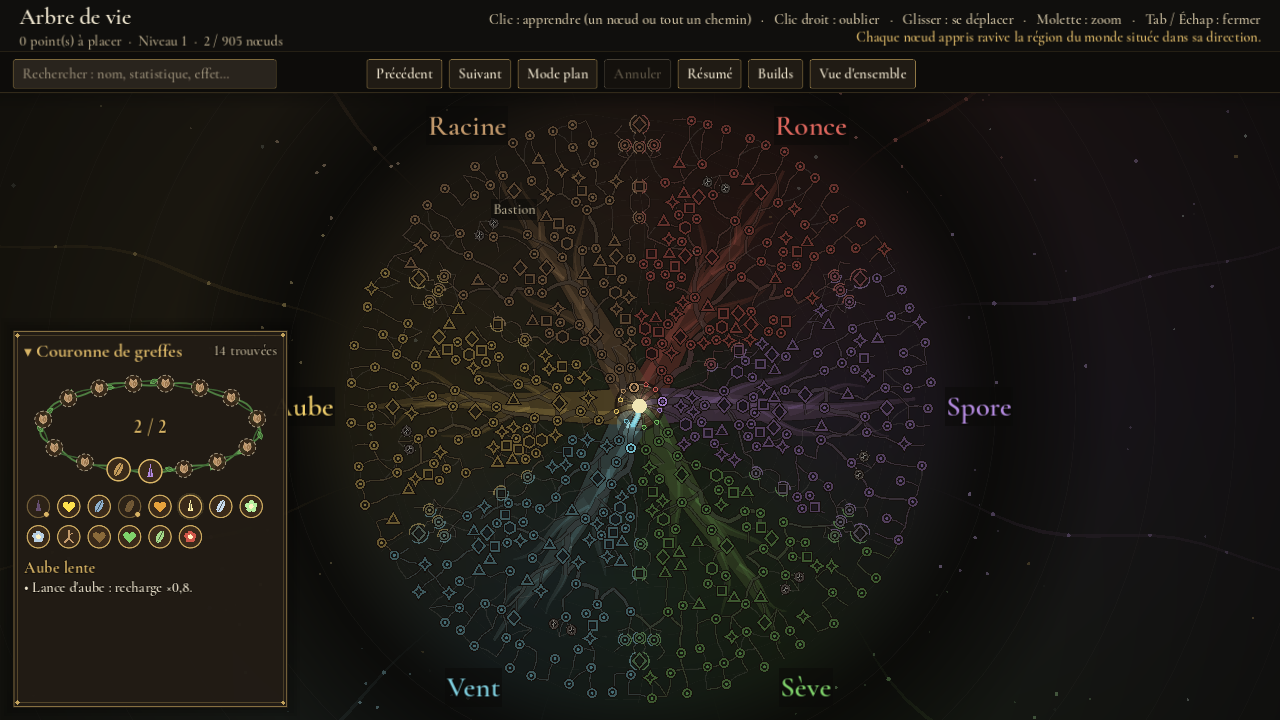 Arbre de vie
0 point(s) à placer · Niveau 1 · 2 / 905 nœuds
Clic : apprendre (un nœud ou tout un chemin) · Clic droit : oublier · Glisser : se déplacer · Molette : zoom · Tab / Échap : fermer
Chaque nœud appris ravive la région du monde située dans sa direction.
Rechercher : nom, statistique, effet...
Précédent
Suivant
Mode plan
Annuler
Résumé
Builds
Vue d'ensemble
Racine
Ronce
Bastion
▾ Couronne de greffes
14 trouvées
2 / 2
Aube
Spore
Aube lente
• Lance d'aube : recharge ×0,8.
Vent
Sève